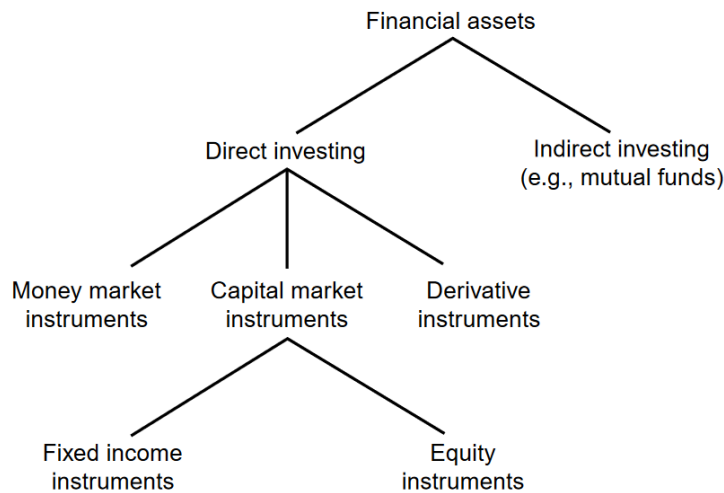 Financial assets
Direct investing
Indirect investing
(e.g., mutual funds)
Money market
instruments
Capital market
instruments
Derivative
instruments
Fixed income
instruments
Equity
instruments